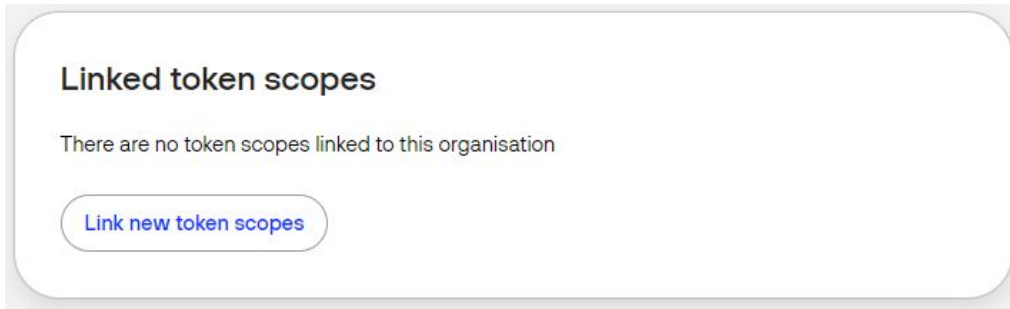 Linked token scopes
There are no token scopes linked to this organisation
Link new token scopes